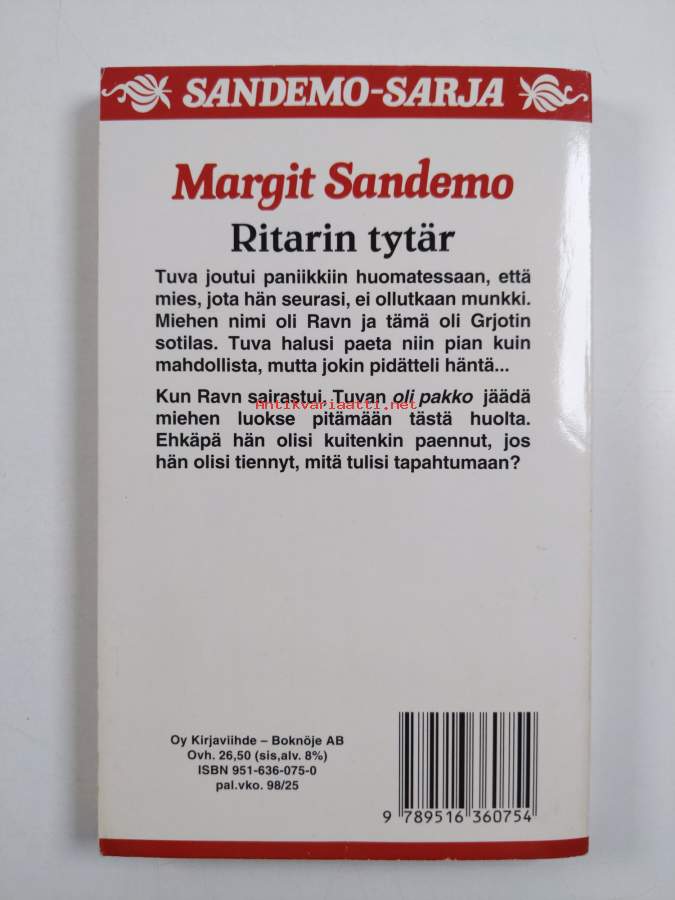 SANDEMO-SARJA
Margit Sandemo
Ritarin tytär
Tuva joutui paniikkiin huomatessaan, että
mies, jota hän seurasi, ei ollutkaan munkki.
Miehen nimi oli Ravn ja tämä oli Grjotin
sotilas. Tuva halusi paeta niin pian kuin
mahdollista, mutta jokin pidätteli häntä...
Kun Ravn sairastui, Tuvan oli pakko jäädä
Antikvariaatti.net
miehen luokse pitämään tästä huolta.
Ehkäpä hän olisi kuitenkin paennut, jos
hän olisi tiennyt, mitä tulisi tapahtumaan?
Oy Kirjaviihde – Boknöje AB
Ovh. 26,50 (sis,alv. 8%)
ISBN 951-636-075-0
pal.vko. 98/25
9 789516 360754